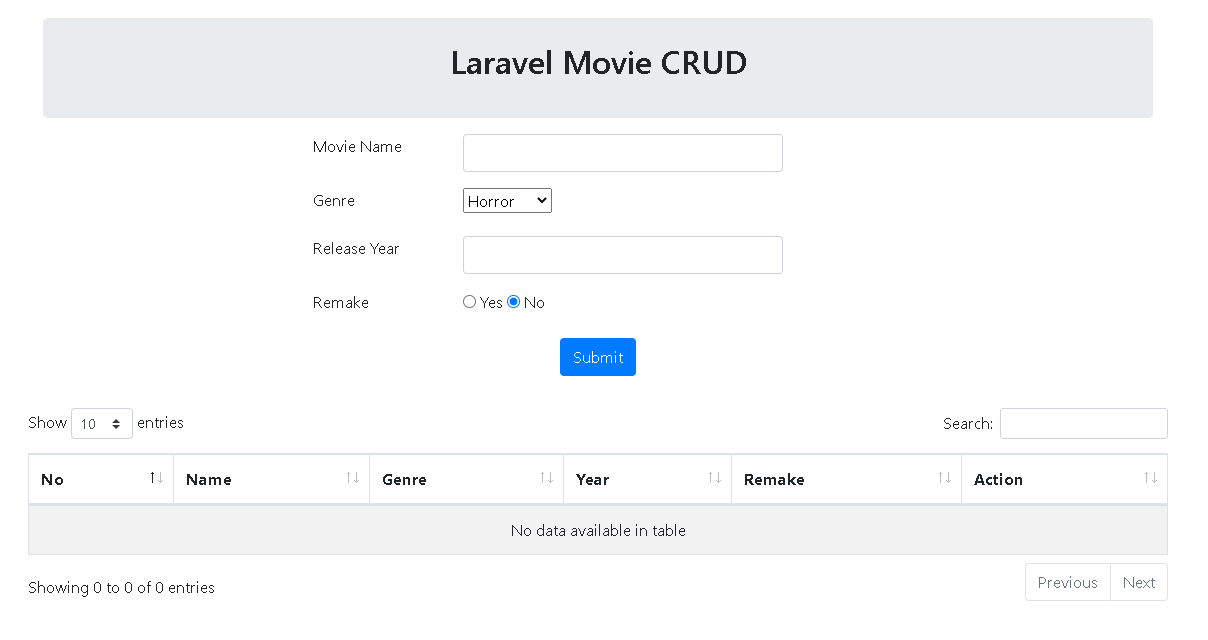 Laravel Movie CRUD
Movie Name
Genre Horror
Release Year
Remake Yes No
Submit
Show 10 entries Search:
No Name Genre Year Remake Action
No data available in table
Showing 0 to 0 of 0 entries Previous Next